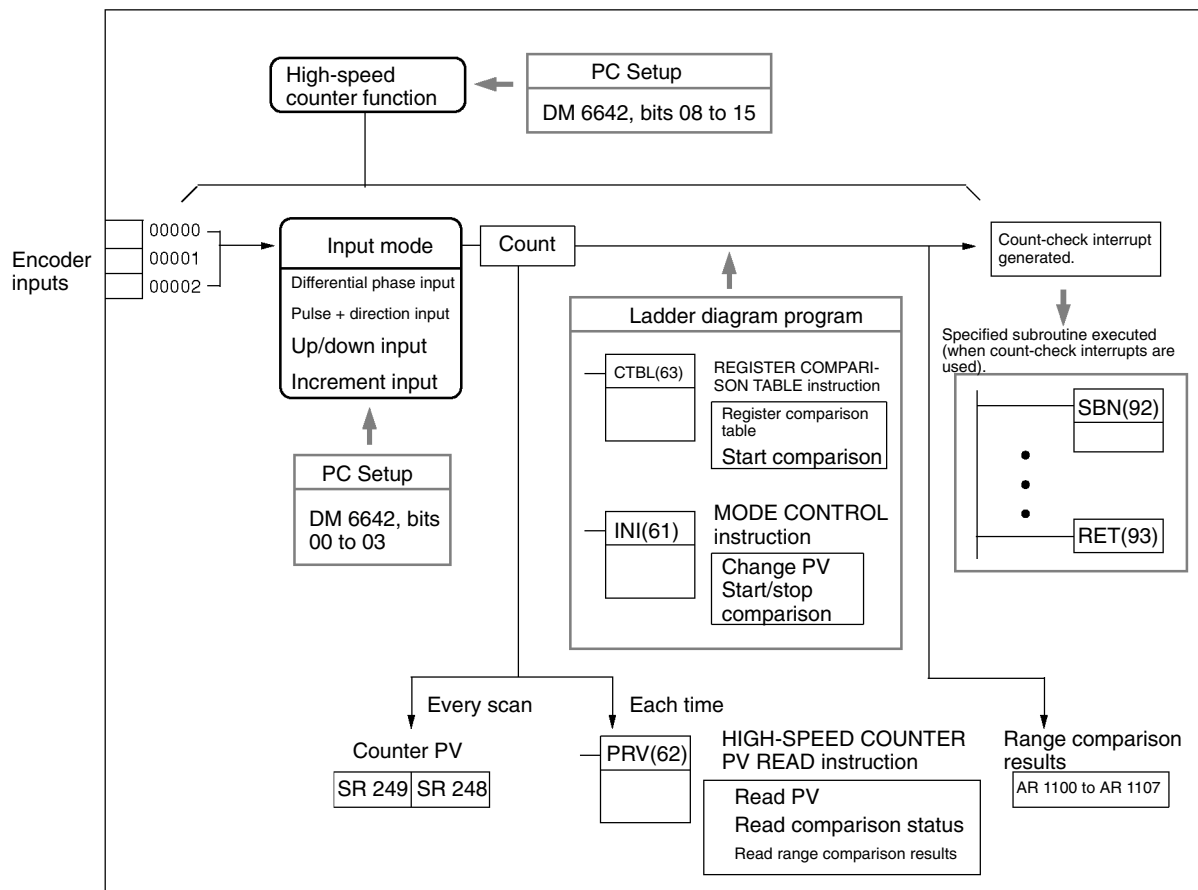 High-speed
counter function
PC Setup
DM 6642, bits 08 to 15
Encoder
inputs
00000
00001
00002
Input mode
Differential phase input
Pulse + direction input
Up/down input
Increment input
Count
Count-check interrupt
generated.
PC Setup
DM 6642, bits
00 to 03
Ladder diagram program
CTBL(63)
REGISTER COMPARI-
SON TABLE instruction
Register comparison
table
Start comparison
INI(61)
MODE CONTROL
instruction
Change PV
Start/stop
comparison
Specified subroutine executed
(when count-check interrupts are
used).
SBN(92)
RET(93)
Every scan
Counter PV
SR 249 SR 248
Each time
PRV(62)
HIGH-SPEED COUNTER
PV READ instruction
Read PV
Read comparison status
Read range comparison results
Range comparison
results
AR 1100 to AR 1107